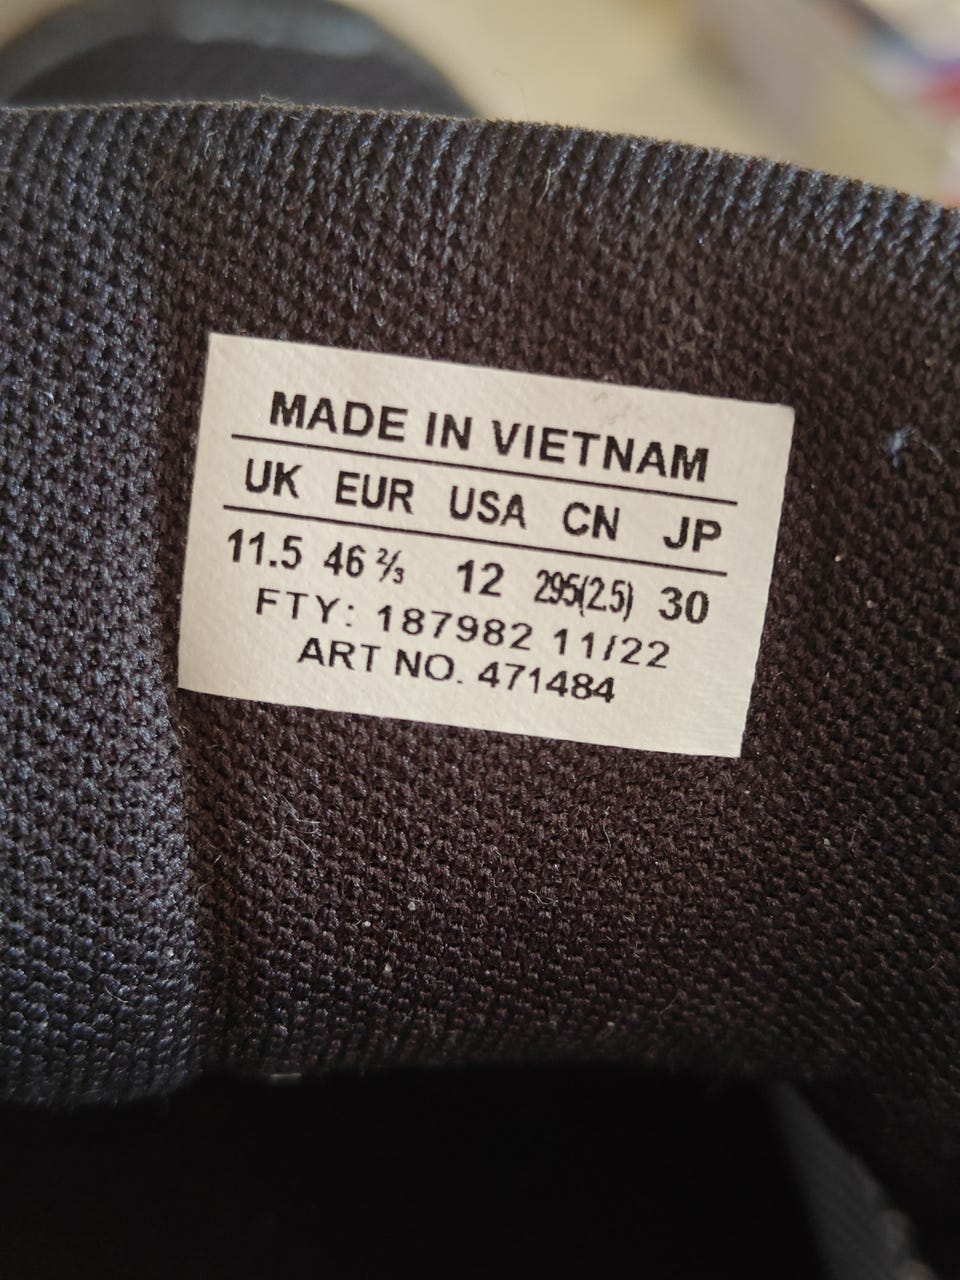 MADE IN VIETNAM
UK EUR USA CN JP
11.5 46 ⅔ 12 295(2.5) 30
FTY: 187982 11/22
ART NO. 471484